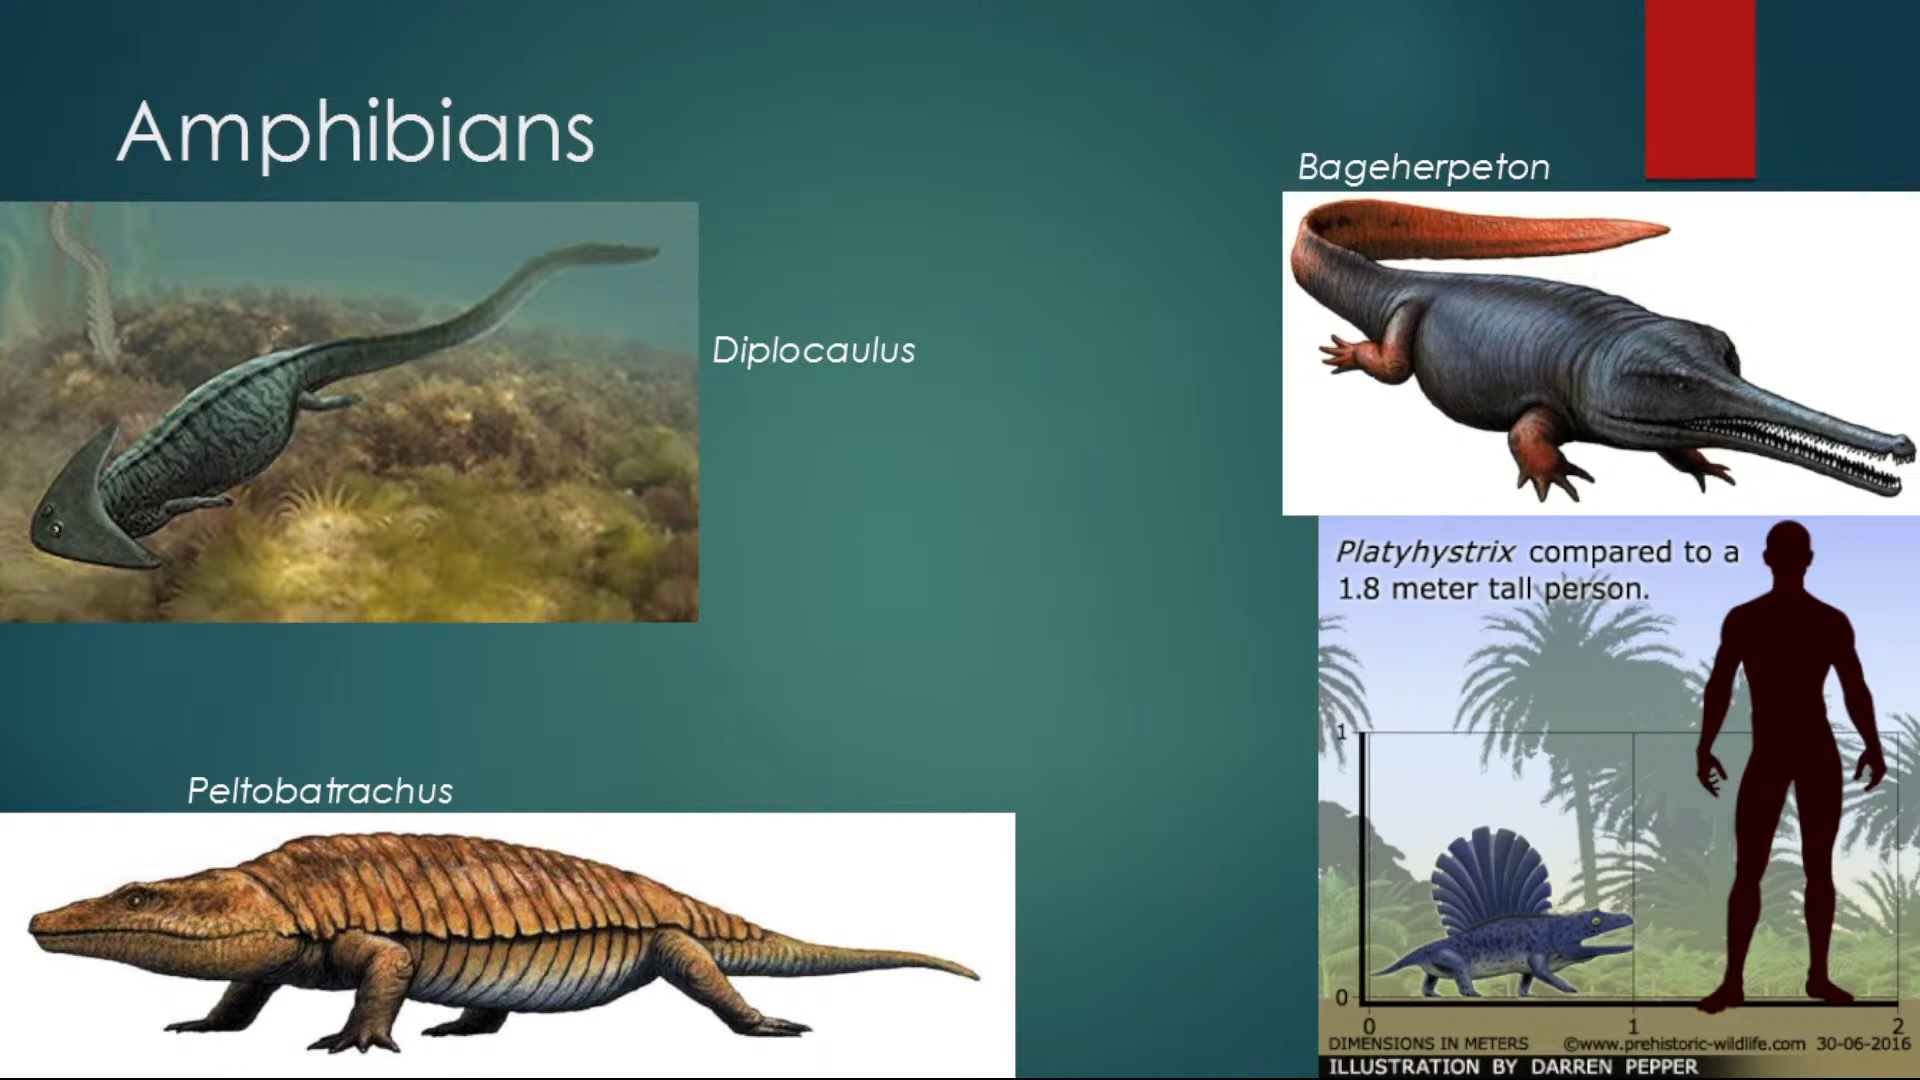 Amphibians
Bageherpeton
Diplocaulus
Platyhystrix compared to a
1.8 meter tall person.
1
Peltobatrachus
0
0 1 2
DIMENSIONS IN METERS ©www.prehistoric-wildlife.com 30-06-2016
ILLUSTRATION BY DARREN PEPPER